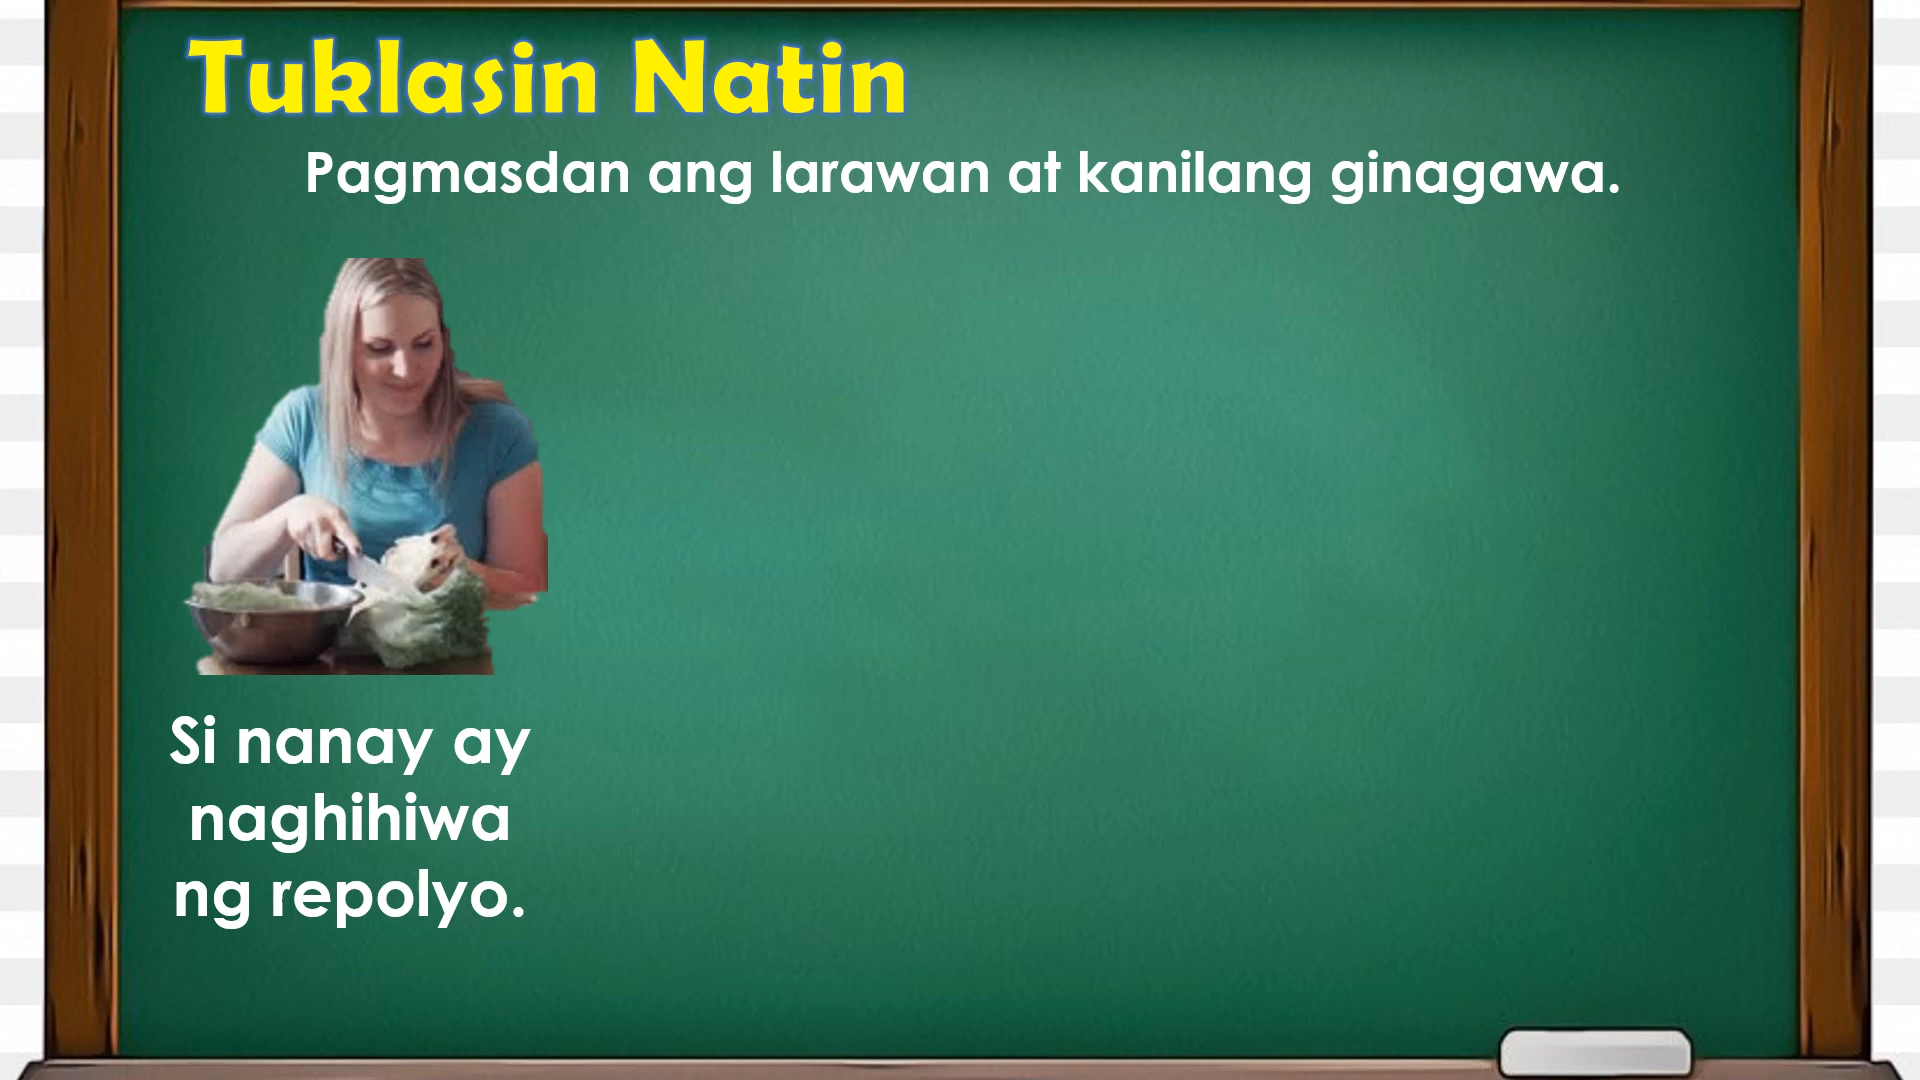 Tuklasin Natin
Pagmasdan ang larawan at kanilang ginagawa.
Si nanay ay
naghihiwa
ng repolyo.